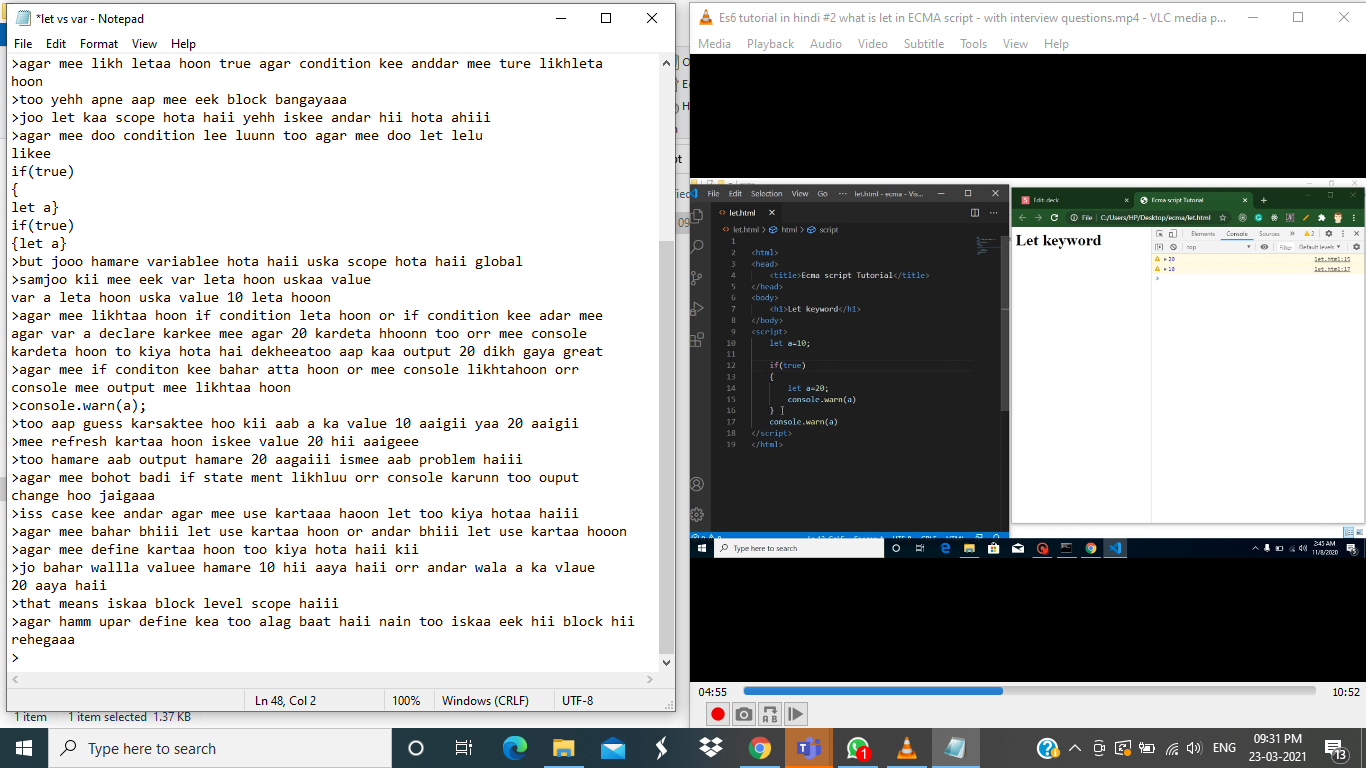 *let vs var - Notepad
File Edit Format View Help
>agar mee likh letaa hoon true agar condition kee anddar mee ture likhleta
hoon
>too yehh apne aap mee eek block bangayaaa
>joo let kaa scope hota haii yehh iskee andar hii hota ahiii
>agar mee doo condition lee luunn too agar mee doo let lelu
likee
if(true)
{
let a}
if(true)
{let a}
>but jooo hamare variablee hota haii uska scope hota haii global
>samjoo kii mee eek var leta hoon uskaa value
var a leta hoon uska value 10 leta hooon
>agar mee likhtaa hoon if condition leta hoon or if condition kee adar mee
agar var a declare karkee mee agar 20 kardeta hhoonn too orr mee console
kardeta hoon to kiya hota hai dekheeatoo aap kaa output 20 dikh gaya great
>agar mee if conditon kee bahar atta hoon or mee console likhtahoon orr
console mee output mee likhtaa hoon
>console.warn(a);
>too aap guess karsaktee hoo kii aab a ka value 10 aaigii yaa 20 aaigii
>mee refresh kartaa hoon iskee value 20 hii aaigeee
>too hamare aab output hamare 20 aagaiii ismee aab problem haiii
>agar mee bohot badi if state ment likhluu orr console karunn too ouput
change hoo jaigaaa
>iss case kee andar agar mee use kartaaa haoon let too kiya hotaa haiii
>agar mee bahar bhiii let use kartaa hoon or andar bhiii let use kartaa hooon
>agar mee define kartaa hoon too kiya hota haii kii
>jo bahar wallla valuee hamare 10 hii aaya haii orr andar wala a ka vlaue
20 aaya haii
>that means iskaa block level scope haiii
>agar hamm upar define kea too alag baat haii nain too iskaa eek hii block hii
rehegaaa
>
Ln 48, Col 2 100% Windows (CRLF) UTF-8
1 item 1 item selected 1.37 KB
Es6 tutorial in hindi #2 what is let in ECMA script - with interview questions.mp4 - VLC media p...
Media Playback Audio Video Subtitle Tools View Help
File Edit Selection View Go ··· let.html - ecma - Vis...
let.html
let.html > html > script
1
2 <html>
3 <head>
4 <title>Ecma script Tutorial</title>
5 </head>
6 <body>
7 <h1>Let keyword</h1>
8 </body>
9 <script>
10 let a=10;
11
12 if(true)
13 {
14 let a=20;
15 console.warn(a)
16 }
17 console.warn(a)
18 </script>
19 </html>
Edit: deck Ecma script Tutorial
File | C:/Users/HP/Desktop/ecma/let.html
Let keyword
Elements Console Sources » 2
top Filter Default levels
20 let.html:15
10 let.html:17
Type here to search
2:45 AM
11/8/2020
04:55 10:52
Type here to search
1
ENG
09:31 PM
23-03-2021
13